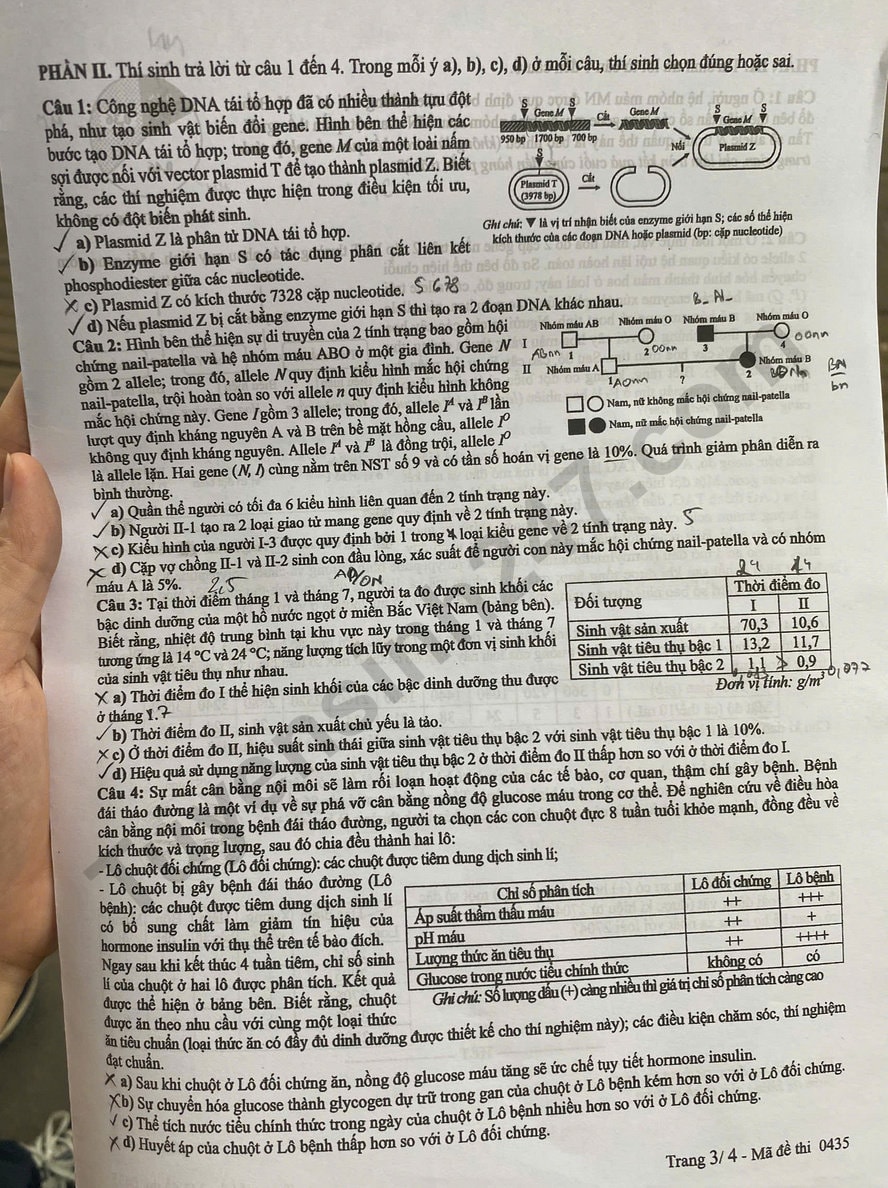 PHẦN II. Thí sinh trả lời từ câu 1 đến 4. Trong mỗi ý a), b), c), d) ở mỗi câu, thí sinh chọn đúng hoặc sai.
Câu 1: Công nghệ DNA tái tổ hợp đã có nhiều thành tựu đột
phá, như tạo sinh vật biến đổi gene. Hình bên thể hiện các
bước tạo DNA tái tổ hợp; trong đó, gene M của một loài nấm
sợi được nối với vector plasmid T để tạo thành plasmid Z. Biết
rằng, các thí nghiệm được thực hiện trong điều kiện tối ưu,
không có đột biến phát sinh.
S Gene M S Cắt Gene M
950 bp 1700 bp 700 bp
S
Plasmid T
(3978 bp)
Cắt
Nối
S Gene M S
Plasmid Z
Ghi chú: ▼ là vị trí nhận biết của enzyme giới hạn S; các số thể hiện
kích thước của các đoạn DNA hoặc plasmid (bp: cặp nucleotide)
a) Plasmid Z là phân tử DNA tái tổ hợp.
b) Enzyme giới hạn S có tác dụng phân cắt liên kết
phosphodiester giữa các nucleotide.
c) Plasmid Z có kích thước 7328 cặp nucleotide. 5678
d) Nếu plasmid Z bị cắt bằng enzyme giới hạn S thì tạo ra 2 đoạn DNA khác nhau.
Câu 2: Hình bên thể hiện sự di truyền của 2 tính trạng bao gồm hội
chứng nail-patella và hệ nhóm máu ABO ở một gia đình. Gene N
gồm 2 allele; trong đó, allele N quy định kiểu hình mắc hội chứng
nail-patella, trội hoàn toàn so với allele n quy định kiểu hình không
mắc hội chứng này. Gene I gồm 3 allele; trong đó, allele Iᴬ và Iᴮ lần
lượt quy định kháng nguyên A và B trên bề mặt hồng cầu, allele Iᴼ
không quy định kháng nguyên. Allele Iᴬ và Iᴮ là đồng trội, allele Iᴼ
là allele lặn. Hai gene (N, I) cùng nằm trên NST số 9 và có tần số hoán vị gene là 10%. Quá trình giảm phân diễn ra
bình thường.
B_ N_
Nhóm máu AB Nhóm máu O Nhóm máu B Nhóm máu O
I 1 2 3 4
ABnn 00nn 00nn
II Nhóm máu A 1 ? 2 Nhóm máu B
A0nn
BN
bn
Nam, nữ không mắc hội chứng nail-patella
Nam, nữ mắc hội chứng nail-patella
a) Quần thể người có tối đa 6 kiểu hình liên quan đến 2 tính trạng này.
b) Người II-1 tạo ra 2 loại giao tử mang gene quy định về 2 tính trạng này.
c) Kiểu hình của người I-3 được quy định bởi 1 trong 4 loại kiểu gene về 2 tính trạng này. 5
d) Cặp vợ chồng II-1 và II-2 sinh con đầu lòng, xác suất để người con này mắc hội chứng nail-patella và có nhóm
máu A là 5%. 2,5
Câu 3: Tại thời điểm tháng 1 và tháng 7, người ta đo được sinh khối các
bậc dinh dưỡng của một hồ nước ngọt ở miền Bắc Việt Nam (bảng bên).
Biết rằng, nhiệt độ trung bình tại khu vực này trong tháng 1 và tháng 7
tương ứng là 14 °C và 24 °C; năng lượng tích lũy trong một đơn vị sinh khối
của sinh vật tiêu thụ như nhau.
24 14
Đối tượng Thời điểm đo
I II
Sinh vật sản xuất 70,3 10,6
Sinh vật tiêu thụ bậc 1 13,2 11,7
Sinh vật tiêu thụ bậc 2 1,1 > 0,9
Đơn vị tính: g/m³ 0,077
a) Thời điểm đo I thể hiện sinh khối của các bậc dinh dưỡng thu được
ở tháng 1. 7
b) Thời điểm đo II, sinh vật sản xuất chủ yếu là tảo.
c) Ở thời điểm đo II, hiệu suất sinh thái giữa sinh vật tiêu thụ bậc 2 với sinh vật tiêu thụ bậc 1 là 10%.
d) Hiệu quả sử dụng năng lượng của sinh vật tiêu thụ bậc 2 ở thời điểm đo II thấp hơn so với ở thời điểm đo I.
Câu 4: Sự mất cân bằng nội môi sẽ làm rối loạn hoạt động của các tế bào, cơ quan, thậm chí gây bệnh. Bệnh
đái tháo đường là một ví dụ về sự phá vỡ cân bằng nồng độ glucose máu trong cơ thể. Để nghiên cứu về điều hòa
cân bằng nội môi trong bệnh đái tháo đường, người ta chọn các con chuột đực 8 tuần tuổi khỏe mạnh, đồng đều về
kích thước và trọng lượng, sau đó chia đều thành hai lô:
- Lô chuột đối chứng (Lô đối chứng): các chuột được tiêm dung dịch sinh lí;
- Lô chuột bị gây bệnh đái tháo đường (Lô
bệnh): các chuột được tiêm dung dịch sinh lí
có bổ sung chất làm giảm tín hiệu của
hormone insulin với thụ thể trên tế bào đích.
Ngay sau khi kết thúc 4 tuần tiêm, chỉ số sinh
lí của chuột ở hai lô được phân tích. Kết quả
được thể hiện ở bảng bên. Biết rằng, chuột
được ăn theo nhu cầu với cùng một loại thức
ăn tiêu chuẩn (loại thức ăn có đầy đủ dinh dưỡng được thiết kế cho thí nghiệm này); các điều kiện chăm sóc, thí nghiệm
đạt chuẩn.
Chỉ số phân tích Lô đối chứng Lô bệnh
Áp suất thẩm thấu máu ++ +++
pH máu ++ +
Lượng thức ăn tiêu thụ ++ ++++
Glucose trong nước tiểu chính thức không có có
Ghi chú: Số lượng dấu (+) càng nhiều thì giá trị chỉ số phân tích càng cao
a) Sau khi chuột ở Lô đối chứng ăn, nồng độ glucose máu tăng sẽ ức chế tụy tiết hormone insulin.
b) Sự chuyển hóa glucose thành glycogen dự trữ trong gan của chuột ở Lô bệnh kém hơn so với ở Lô đối chứng.
c) Thể tích nước tiểu chính thức trong ngày của chuột ở Lô bệnh nhiều hơn so với ở Lô đối chứng.
d) Huyết áp của chuột ở Lô bệnh thấp hơn so với ở Lô đối chứng.
Trang 3/ 4 - Mã đề thi 0435